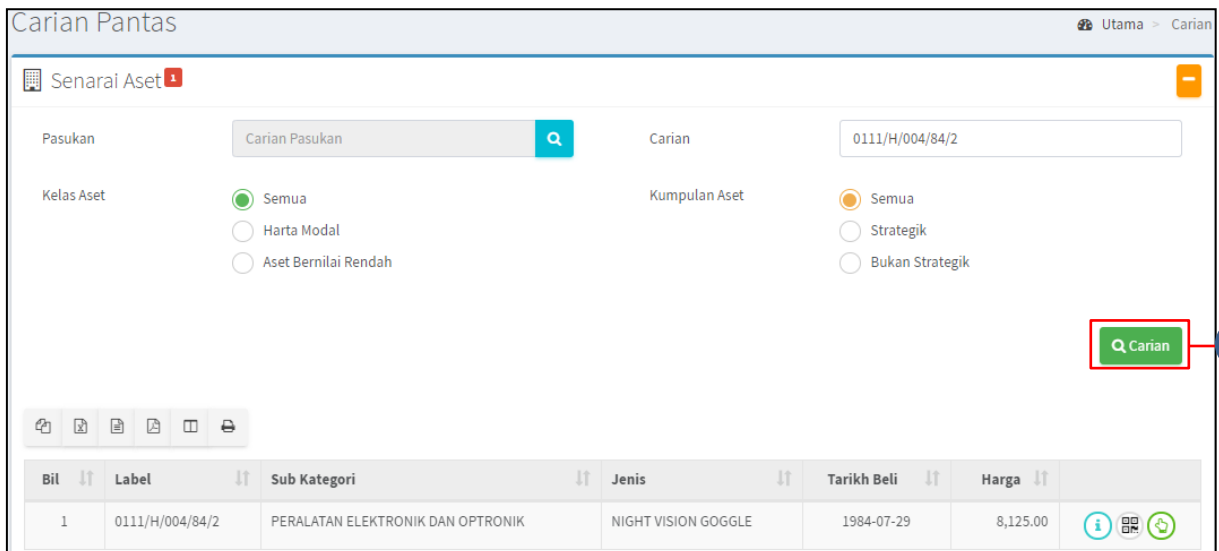 Carian Pantas
Utama > Carian
Senarai Aset 1
Pasukan Carian Pasukan Carian 0111/H/004/84/2
Kelas Aset Semua Kumpulan Aset Semua
Harta Modal Strategik
Aset Bernilai Rendah Bukan Strategik
Carian
Bil Label Sub Kategori Jenis Tarikh Beli Harga
1 0111/H/004/84/2 PERALATAN ELEKTRONIK DAN OPTRONIK NIGHT VISION GOGGLE 1984-07-29 8,125.00